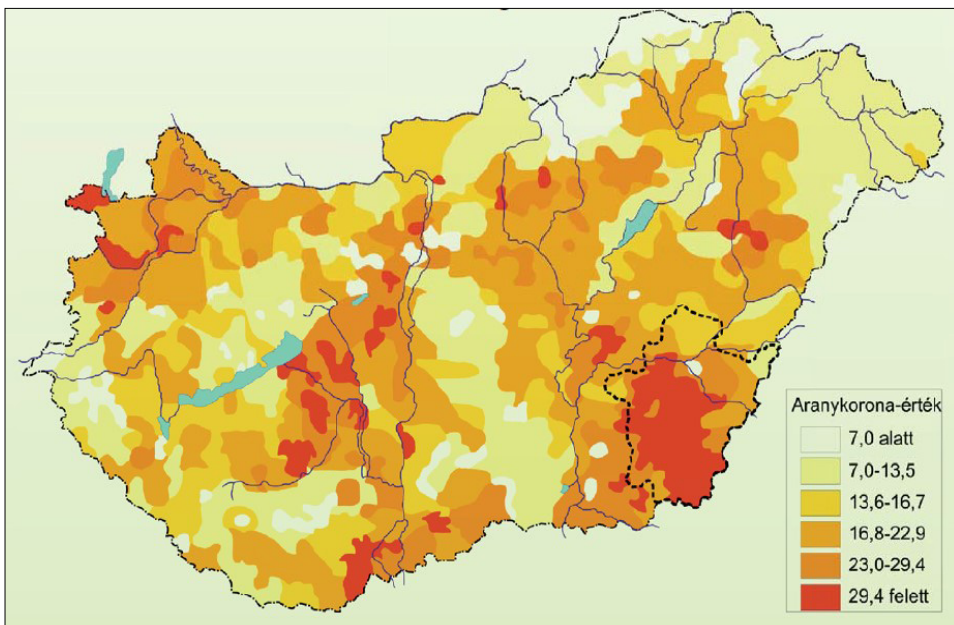 Aranykorona-érték
7,0 alatt
7,0-13,5
13,6-16,7
16,8-22,9
23,0-29,4
29,4 felett